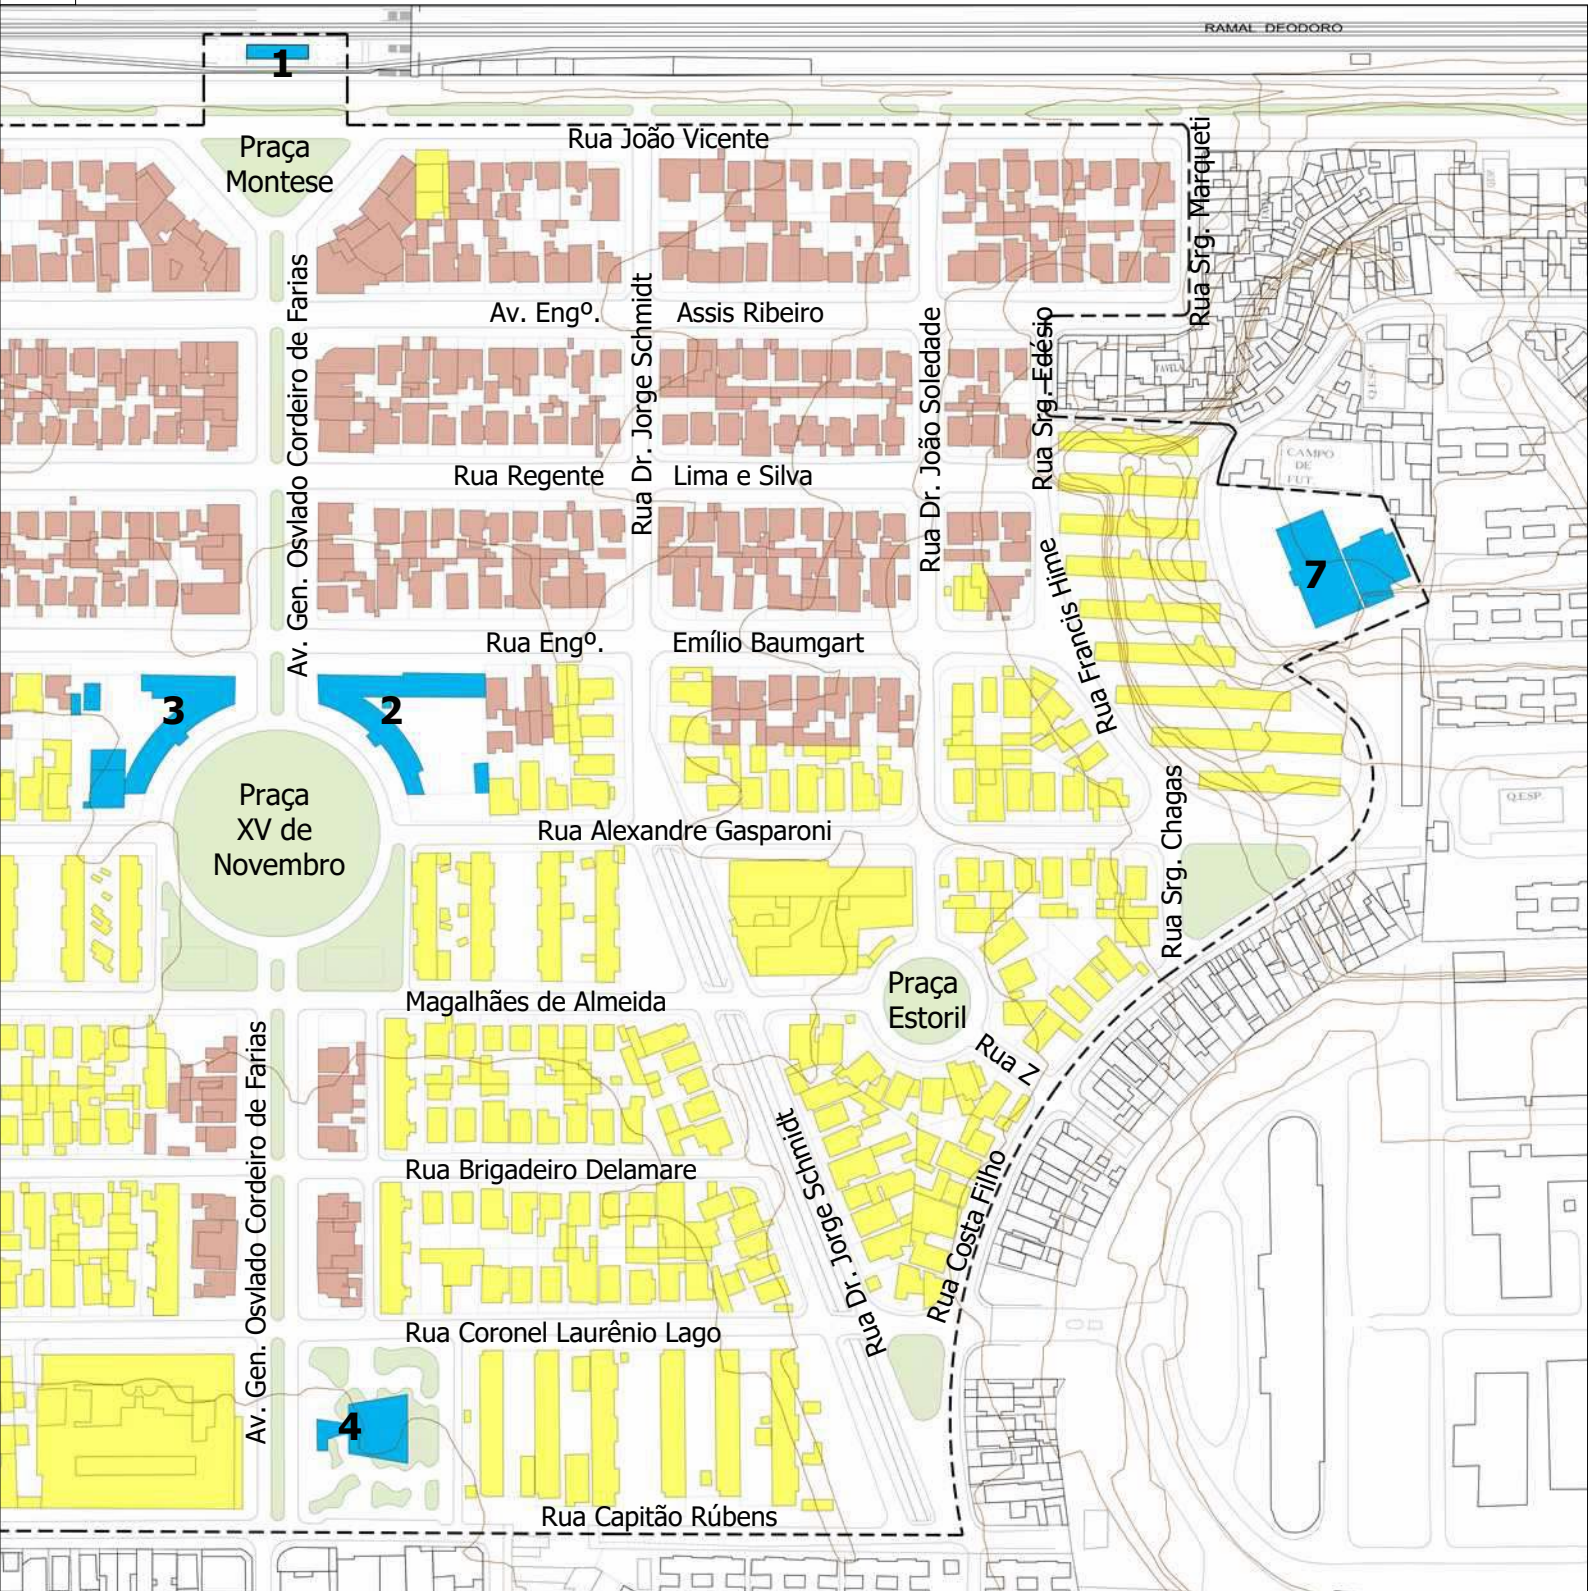 RAMAL DEODORO
1
Rua João Vicente
Praça
Montese
Rua Srg. Marqueti
Av. Gen. Osvlado Cordeiro de Farias
Rua Dr. Jorge Schmidt
Av. Engº.
Assis Ribeiro
Rua Dr. João Soledade
Rua Srg. Edésio
FAVELA
Rua Regente
Lima e Silva
CAMPO
DE
FUT.
Rua Francis Hime
7
Rua Engº.
Emílio Baumgart
3
2
Rua Srg. Chagas
Q.ESP.
Praça
XV de
Novembro
Rua Alexandre Gasparoni
Praça
Estoril
Magalhães de Almeida
Rua Z
Av. Gen. Osvlado Cordeiro de Farias
Rua Dr. Jorge Schmidt
Rua Costa Filho
Rua Brigadeiro Delamare
Rua Coronel Laurênio Lago
4
Rua Capitão Rúbens